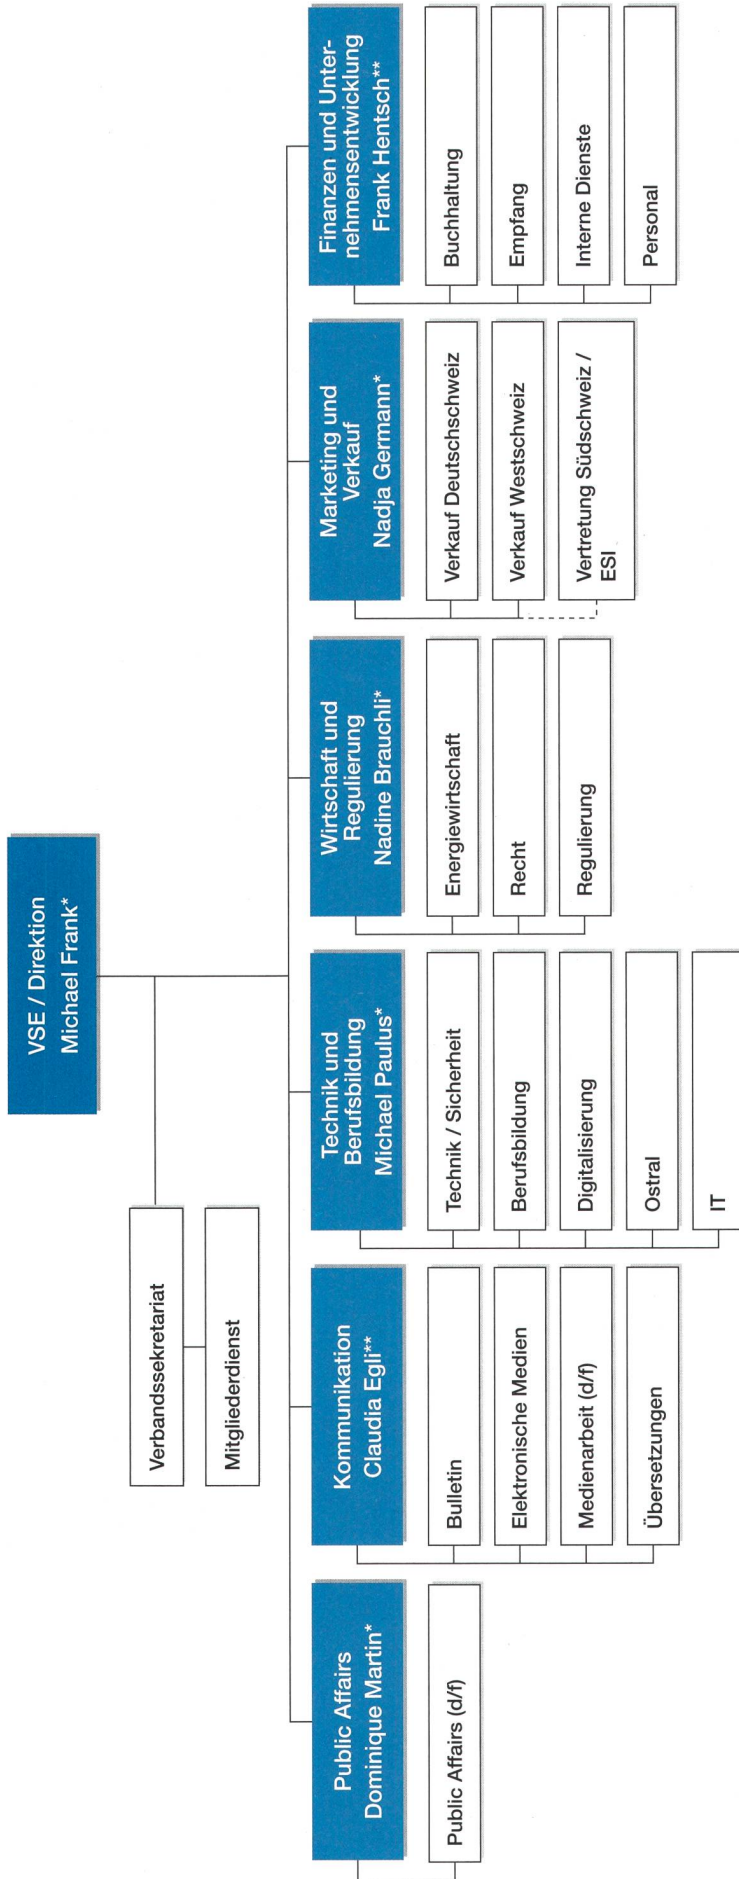 VSE / Direktion
Michael Frank*
Verbandssekretariat
Mitgliederdienst
Public Affairs
Dominique Martin*
Public Affairs (d/f)
Kommunikation
Claudia Egli**
Bulletin
Elektronische Medien
Medienarbeit (d/f)
Übersetzungen
Technik und
Berufsbildung
Michael Paulus*
Technik / Sicherheit
Berufsbildung
Digitalisierung
Ostral
IT
Wirtschaft und
Regulierung
Nadine Brauchli*
Energiewirtschaft
Recht
Regulierung
Marketing und
Verkauf
Nadja Germann*
Verkauf Deutschschweiz
Verkauf Westschweiz
Vertretung Südschweiz /
ESI
Finanzen und Unter-
nehmensentwicklung
Frank Hentsch**
Buchhaltung
Empfang
Interne Dienste
Personal